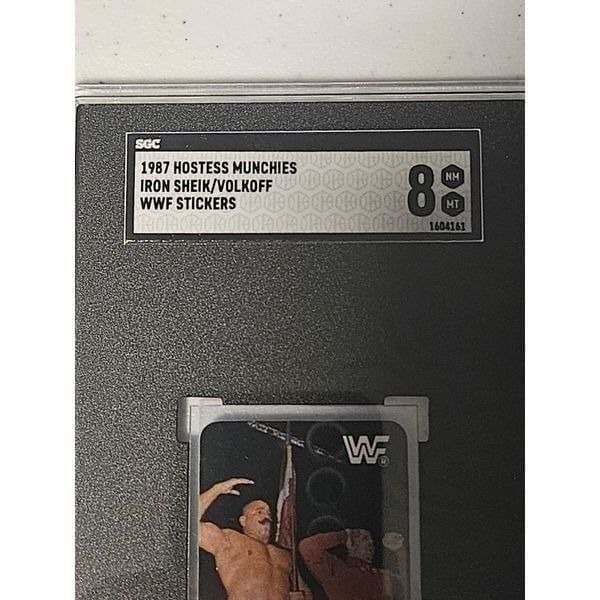 SGC
1987 HOSTESS MUNCHIES
IRON SHEIK/VOLKOFF
WWF STICKERS
8
NM
MT
1604161
WF
®